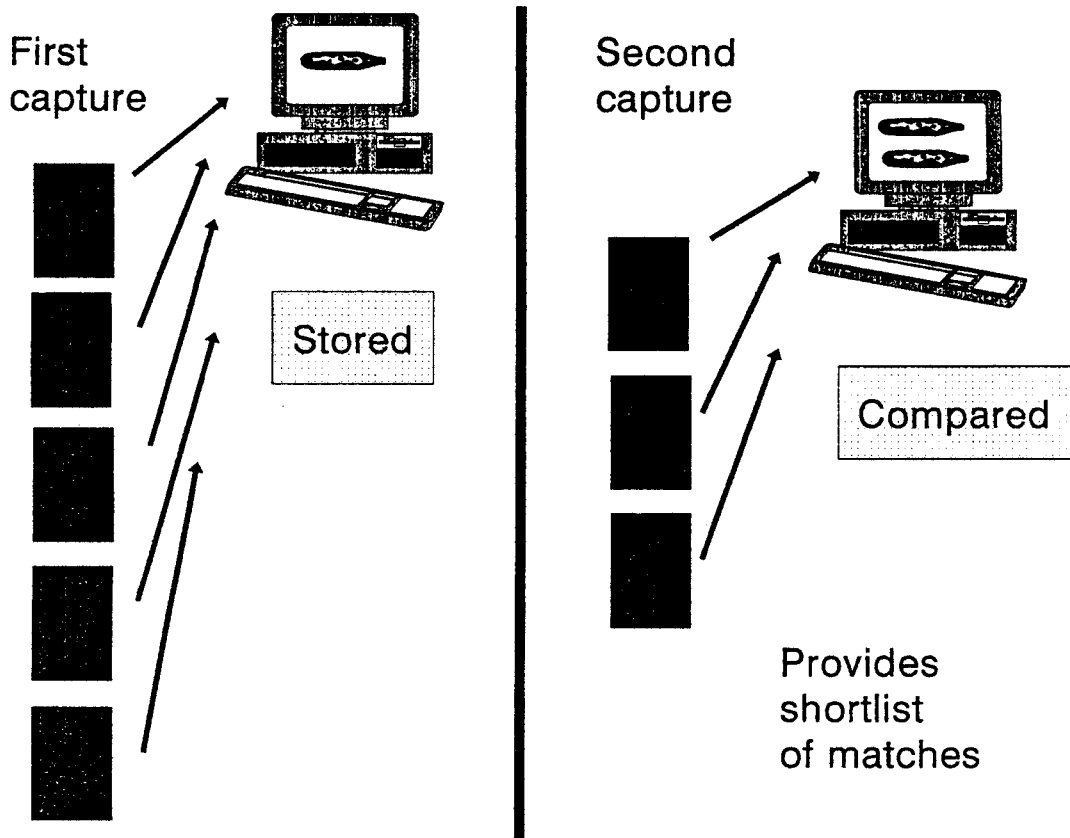 First
capture
Stored
Second
capture
Compared
Provides
shortlist
of matches